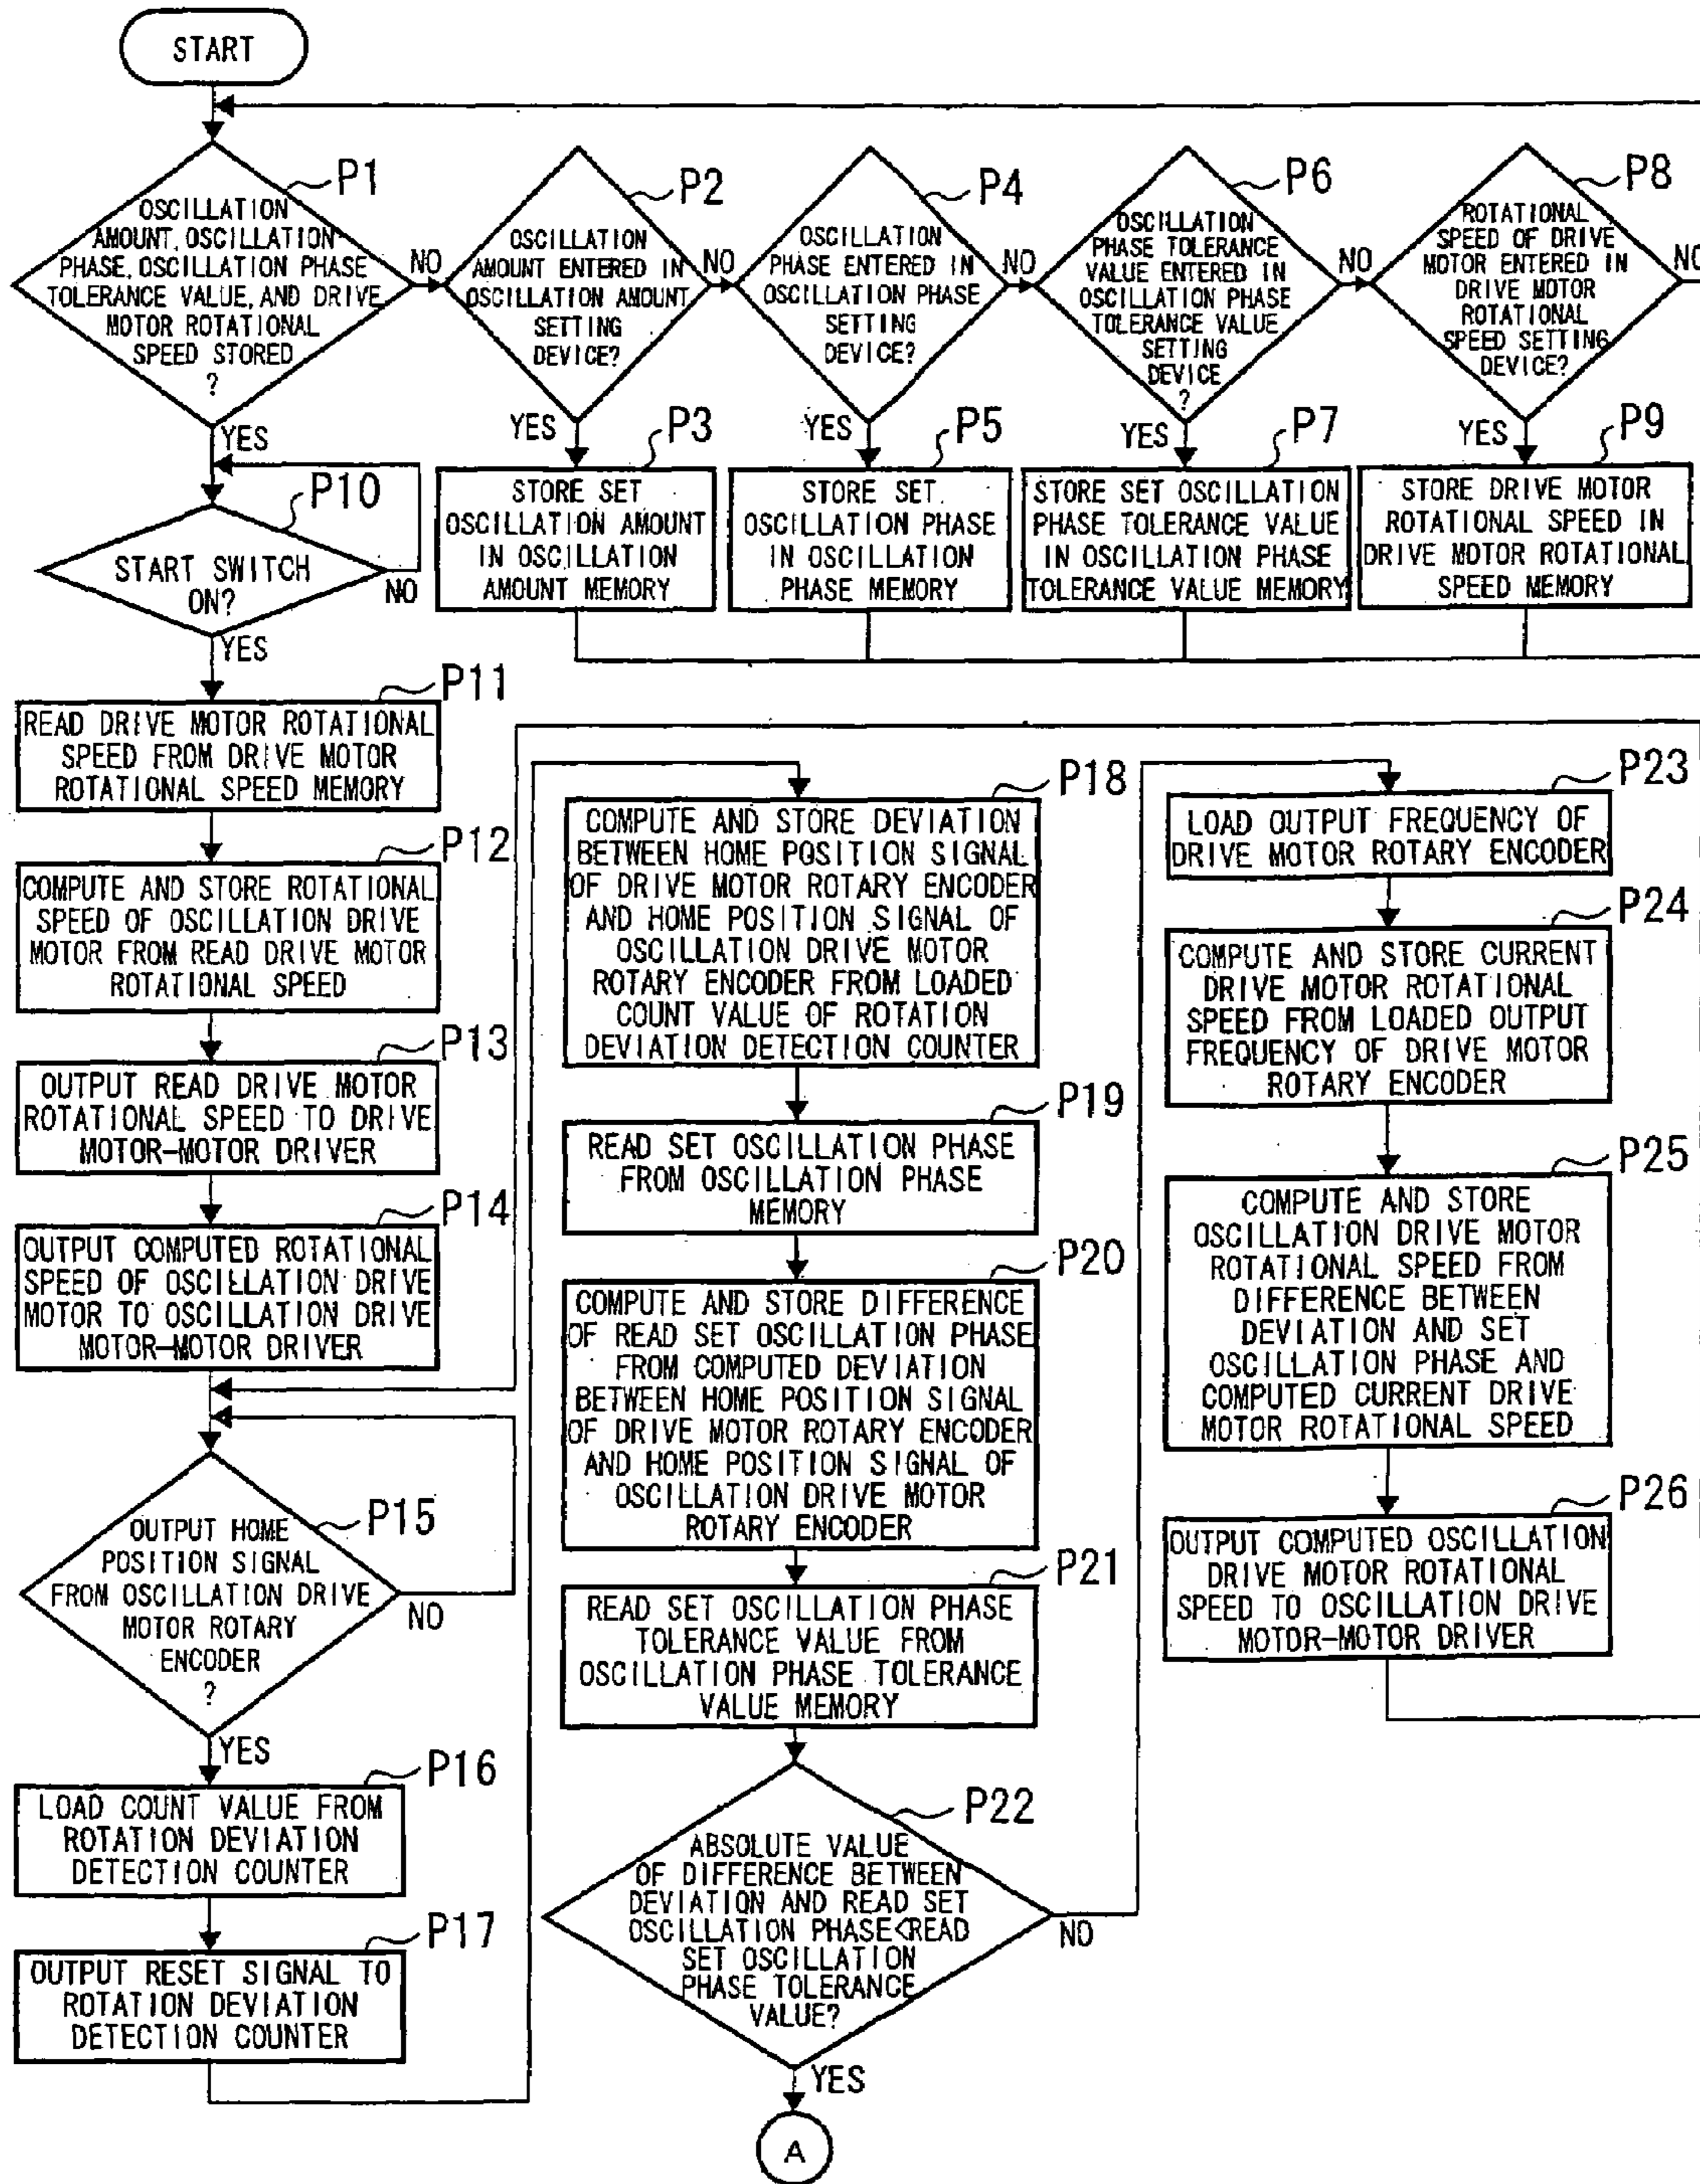 START
P1
OSCILLATION
AMOUNT, OSCILLATION
PHASE, OSCILLATION PHASE
TOLERANCE VALUE, AND DRIVE
MOTOR ROTATIONAL
SPEED STORED
?
NO
YES
P2
OSCILLATION
AMOUNT ENTERED IN
OSCILLATION AMOUNT
SETTING
DEVICE?
NO
YES
P4
OSCILLATION
PHASE ENTERED IN
OSCILLATION PHASE
SETTING
DEVICE?
NO
YES
P6
OSCILLATION
PHASE TOLERANCE
VALUE ENTERED IN
OSCILLATION PHASE
TOLERANCE VALUE
SETTING
DEVICE
?
NO
YES
P8
ROTATIONAL
SPEED OF DRIVE
MOTOR ENTERED IN
DRIVE MOTOR
ROTATIONAL
SPEED SETTING
DEVICE?
NO
YES
P3
STORE SET
OSCILLATION AMOUNT
IN OSCILLATION
AMOUNT MEMORY
P5
STORE SET
OSCILLATION PHASE
IN OSCILLATION
PHASE MEMORY
P7
STORE SET OSCILLATION
PHASE TOLERANCE VALUE
IN OSCILLATION PHASE
TOLERANCE VALUE MEMORY
P9
STORE DRIVE MOTOR
ROTATIONAL SPEED IN
DRIVE MOTOR ROTATIONAL
SPEED MEMORY
P10
START SWITCH
ON?
NO
YES
P11
READ DRIVE MOTOR ROTATIONAL
SPEED FROM DRIVE MOTOR
ROTATIONAL SPEED MEMORY
P12
COMPUTE AND STORE ROTATIONAL
SPEED OF OSCILLATION DRIVE
MOTOR FROM READ DRIVE MOTOR
ROTATIONAL SPEED
P13
OUTPUT READ DRIVE MOTOR
ROTATIONAL SPEED TO DRIVE
MOTOR-MOTOR DRIVER
P14
OUTPUT COMPUTED ROTATIONAL
SPEED OF OSCILLATION DRIVE
MOTOR TO OSCILLATION DRIVE
MOTOR-MOTOR DRIVER
P15
OUTPUT HOME
POSITION SIGNAL
FROM OSCILLATION DRIVE
MOTOR ROTARY
ENCODER
?
NO
YES
P16
LOAD COUNT VALUE FROM
ROTATION DEVIATION
DETECTION COUNTER
P17
OUTPUT RESET SIGNAL TO
ROTATION DEVIATION
DETECTION COUNTER
P18
COMPUTE AND STORE DEVIATION
BETWEEN HOME POSITION SIGNAL
OF DRIVE MOTOR ROTARY ENCODER
AND HOME POSITION SIGNAL OF
OSCILLATION DRIVE MOTOR
ROTARY ENCODER FROM LOADED
COUNT VALUE OF ROTATION
DEVIATION DETECTION COUNTER
P19
READ SET OSCILLATION PHASE
FROM OSCILLATION PHASE
MEMORY
P20
COMPUTE AND STORE DIFFERENCE
OF READ SET OSCILLATION PHASE
FROM COMPUTED DEVIATION
BETWEEN HOME POSITION SIGNAL
OF DRIVE MOTOR ROTARY ENCODER
AND HOME POSITION SIGNAL OF
OSCILLATION DRIVE MOTOR
ROTARY ENCODER
P21
READ SET OSCILLATION PHASE
TOLERANCE VALUE FROM
OSCILLATION PHASE TOLERANCE
VALUE MEMORY
P22
ABSOLUTE VALUE
OF DIFFERENCE BETWEEN
DEVIATION AND READ SET
OSCILLATION PHASE<READ
SET OSCILLATION
PHASE TOLERANCE
VALUE?
NO
YES
A
P23
LOAD OUTPUT FREQUENCY OF
DRIVE MOTOR ROTARY ENCODER
P24
COMPUTE AND STORE CURRENT
DRIVE MOTOR ROTATIONAL
SPEED FROM LOADED OUTPUT
FREQUENCY OF DRIVE MOTOR
ROTARY ENCODER
P25
COMPUTE AND STORE
OSCILLATION DRIVE MOTOR
ROTATIONAL SPEED FROM
DIFFERENCE BETWEEN
DEVIATION AND SET
OSCILLATION PHASE AND
COMPUTED CURRENT DRIVE
MOTOR ROTATIONAL SPEED
P26
OUTPUT COMPUTED OSCILLATION
DRIVE MOTOR ROTATIONAL
SPEED TO OSCILLATION DRIVE
MOTOR-MOTOR DRIVER